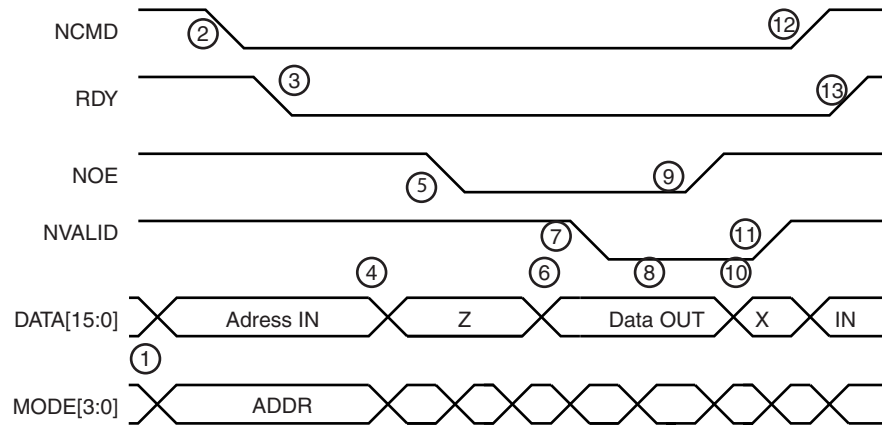 NCMD
2
12
RDY
3
13
NOE
5
9
NVALID
7
11
4
6
8
10
DATA[15:0]
Adress IN
Z
Data OUT
X
IN
1
MODE[3:0]
ADDR